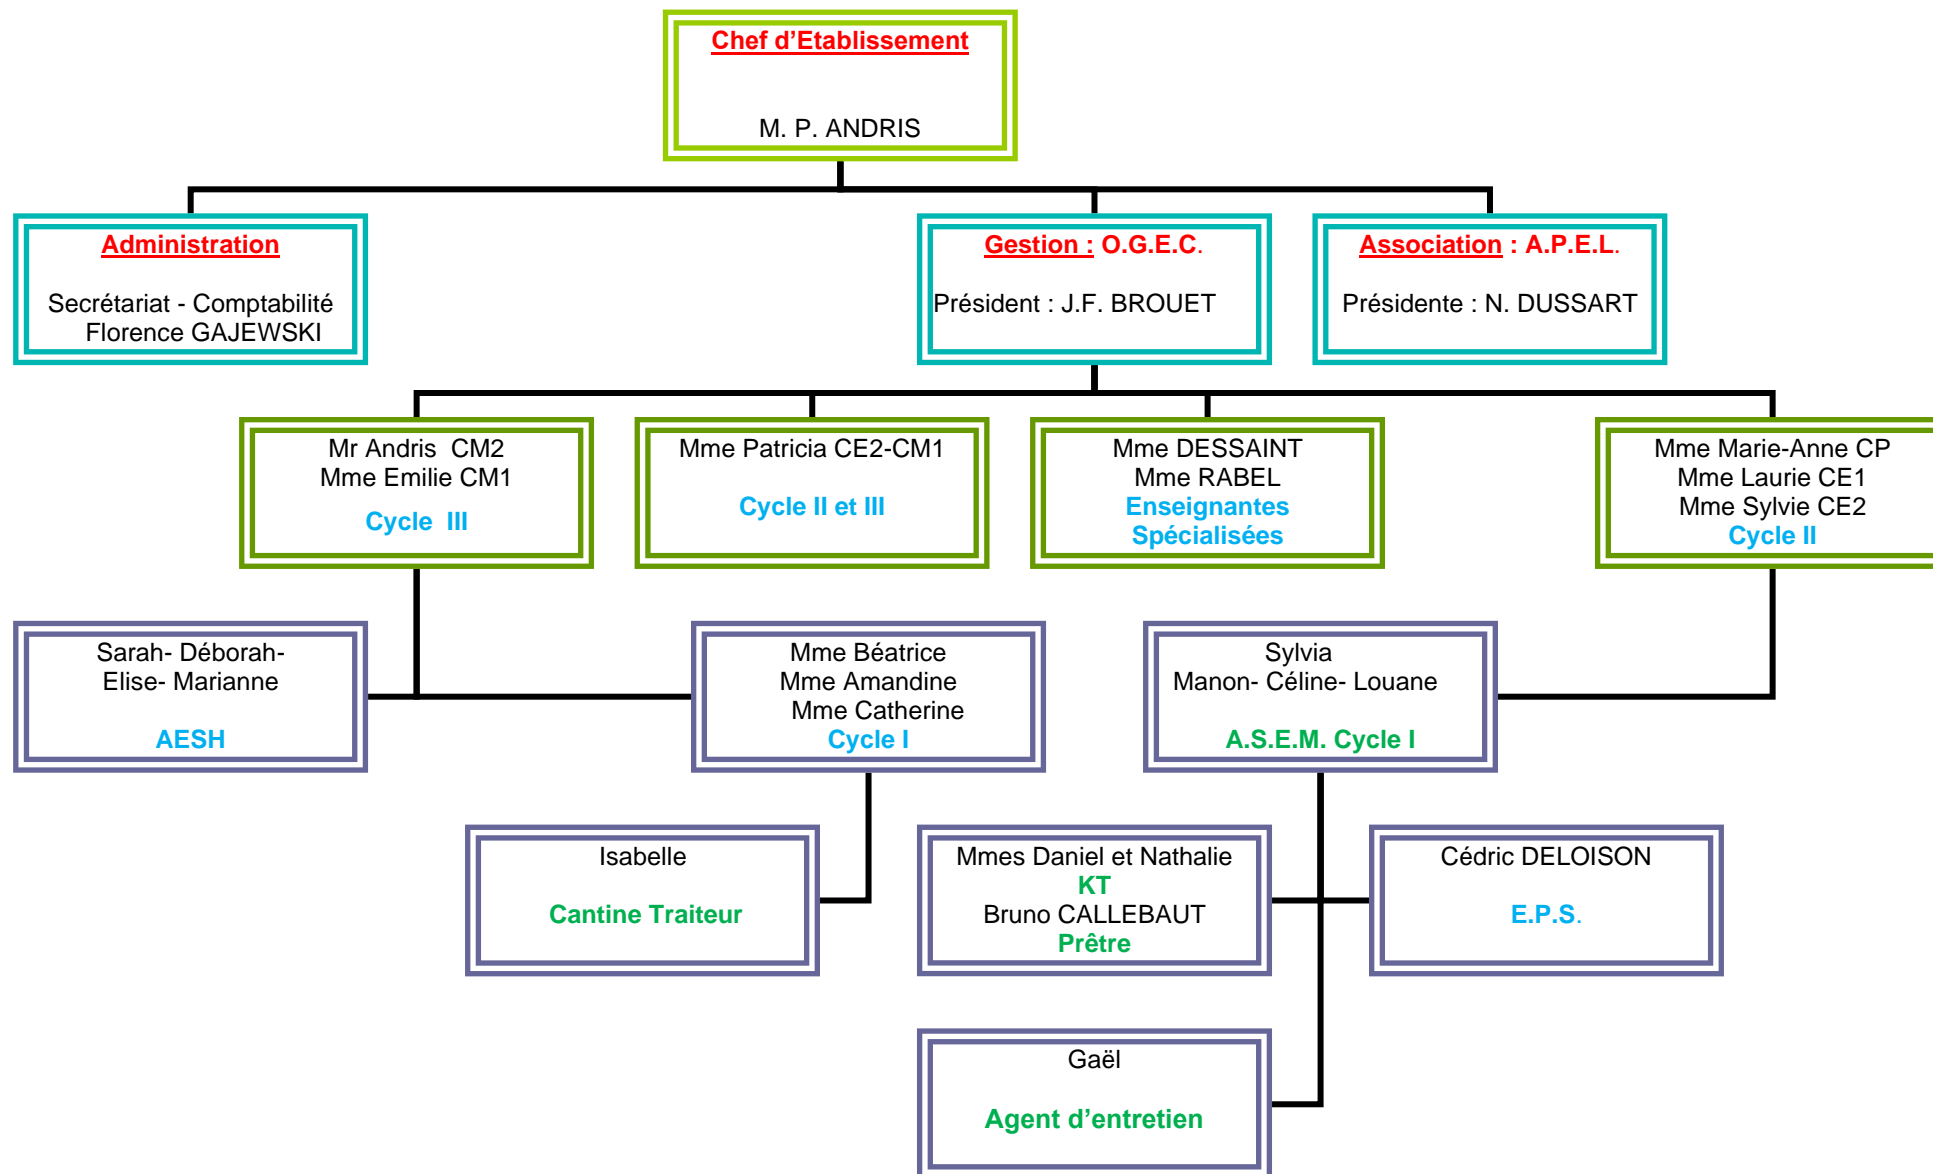 Chef d’Etablissement
M. P. ANDRIS
Administration
Secrétariat - Comptabilité
Florence GAJEWSKI
Gestion : O.G.E.C.
Président : J.F. BROUET
Association : A.P.E.L.
Présidente : N. DUSSART
Mr Andris  CM2
Mme Emilie CM1
Cycle  III
Mme Patricia CE2-CM1
Cycle II et III
Mme DESSAINT
Mme RABEL
Enseignantes
Spécialisées
Mme Marie-Anne CP
Mme Laurie CE1
Mme Sylvie CE2
Cycle II
Sarah- Déborah-
Elise- Marianne
AESH
Mme Béatrice
Mme Amandine
Mme Catherine
Cycle I
Sylvia
Manon- Céline- Louane
A.S.E.M. Cycle I
Isabelle
Cantine Traiteur
Mmes Daniel et Nathalie
KT
Bruno CALLEBAUT
Prêtre
Cédric DELOISON
E.P.S.
Gaël
Agent d’entretien